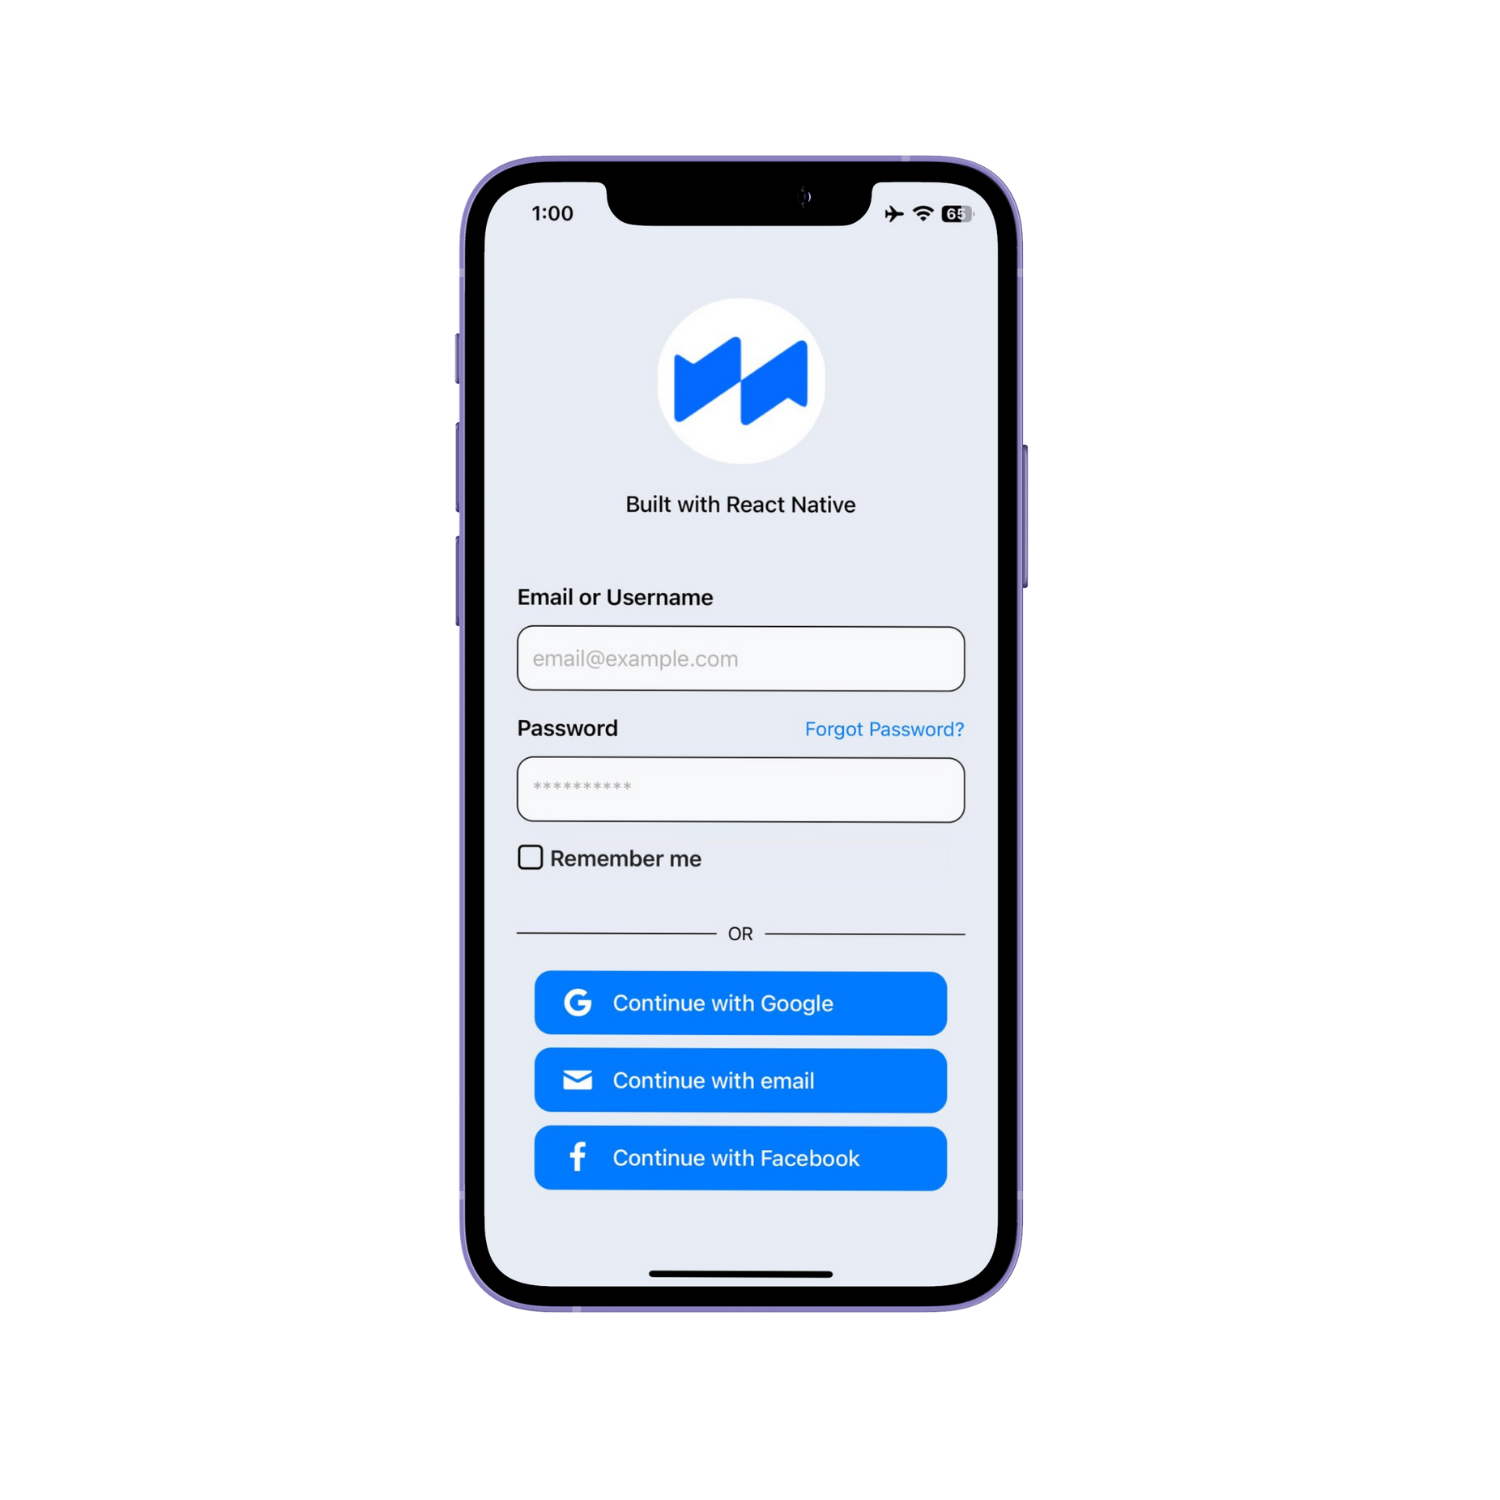 1:00
65
Built with React Native
Email or Username
email@example.com
Password
Forgot Password?
**********
Remember me
OR
Continue with Google
Continue with email
Continue with Facebook